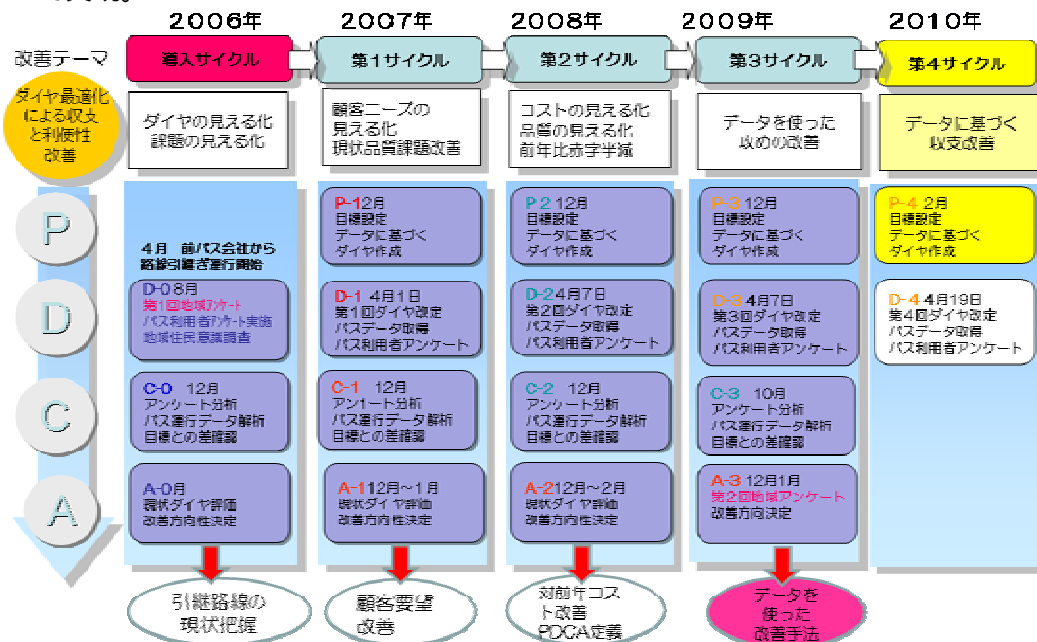 2006年
2007年
2008年
2009年
2010年
改善テーマ
導入サイクル
第1サイクル
第2サイクル
第3サイクル
第4サイクル
ダイヤ最適化
による収支
と利便性
改善
ダイヤの見える化
課題の見える化
顧客ニーズの
見える化
現状品質課題改善
コストの見える化
品質の見える化
前年比赤字半減
データを使った
攻めの改善
データに基づく
収支改善
P
4月 前バス会社から
路線引継ぎ運行開始
P-12月
目標設定
データに基づく
ダイヤ作成
P2 12月
目標設定
データに基づく
ダイヤ作成
P-3 12月
目標設定
データに基づく
ダイヤ作成
P-4 2月
目標設定
データに基づく
ダイヤ作成
D
D-0 8月
第1回地域アンケート
バス利用者アンケート実施
地域住民意識調査
D-1 4月1日
第1回ダイヤ改定
バスデータ取得
バス利用者アンケート
D-2 4月7日
第2回ダイヤ改定
バスデータ取得
バス利用者アンケート
D-3 4月7日
第3回ダイヤ改定
バスデータ取得
バス利用者アンケート
D-4 4月19日
第4回ダイヤ改定
バスデータ取得
バス利用者アンケート
C
C-0 12月
アンケート分析
バス運行データ解析
目標との差確認
C-1 12月
アンケート分析
バス運行データ解析
目標との差確認
C-2 12月
アンケート分析
バス運行データ解析
目標との差確認
C-3 10月
アンケート分析
バス運行データ解析
目標との差確認
A
A-0月
現状ダイヤ評価
改善方向性決定
A-1 12月～1月
現状ダイヤ評価
改善方向性決定
A-2 12月～2月
現状ダイヤ評価
改善方向性決定
A-3 12月1月
第2回地域アンケート
改善方向決定
引継路線の
現状把握
顧客要望
改善
対前年コス
ト改善
PDCA定義
データを
使った
改善手法